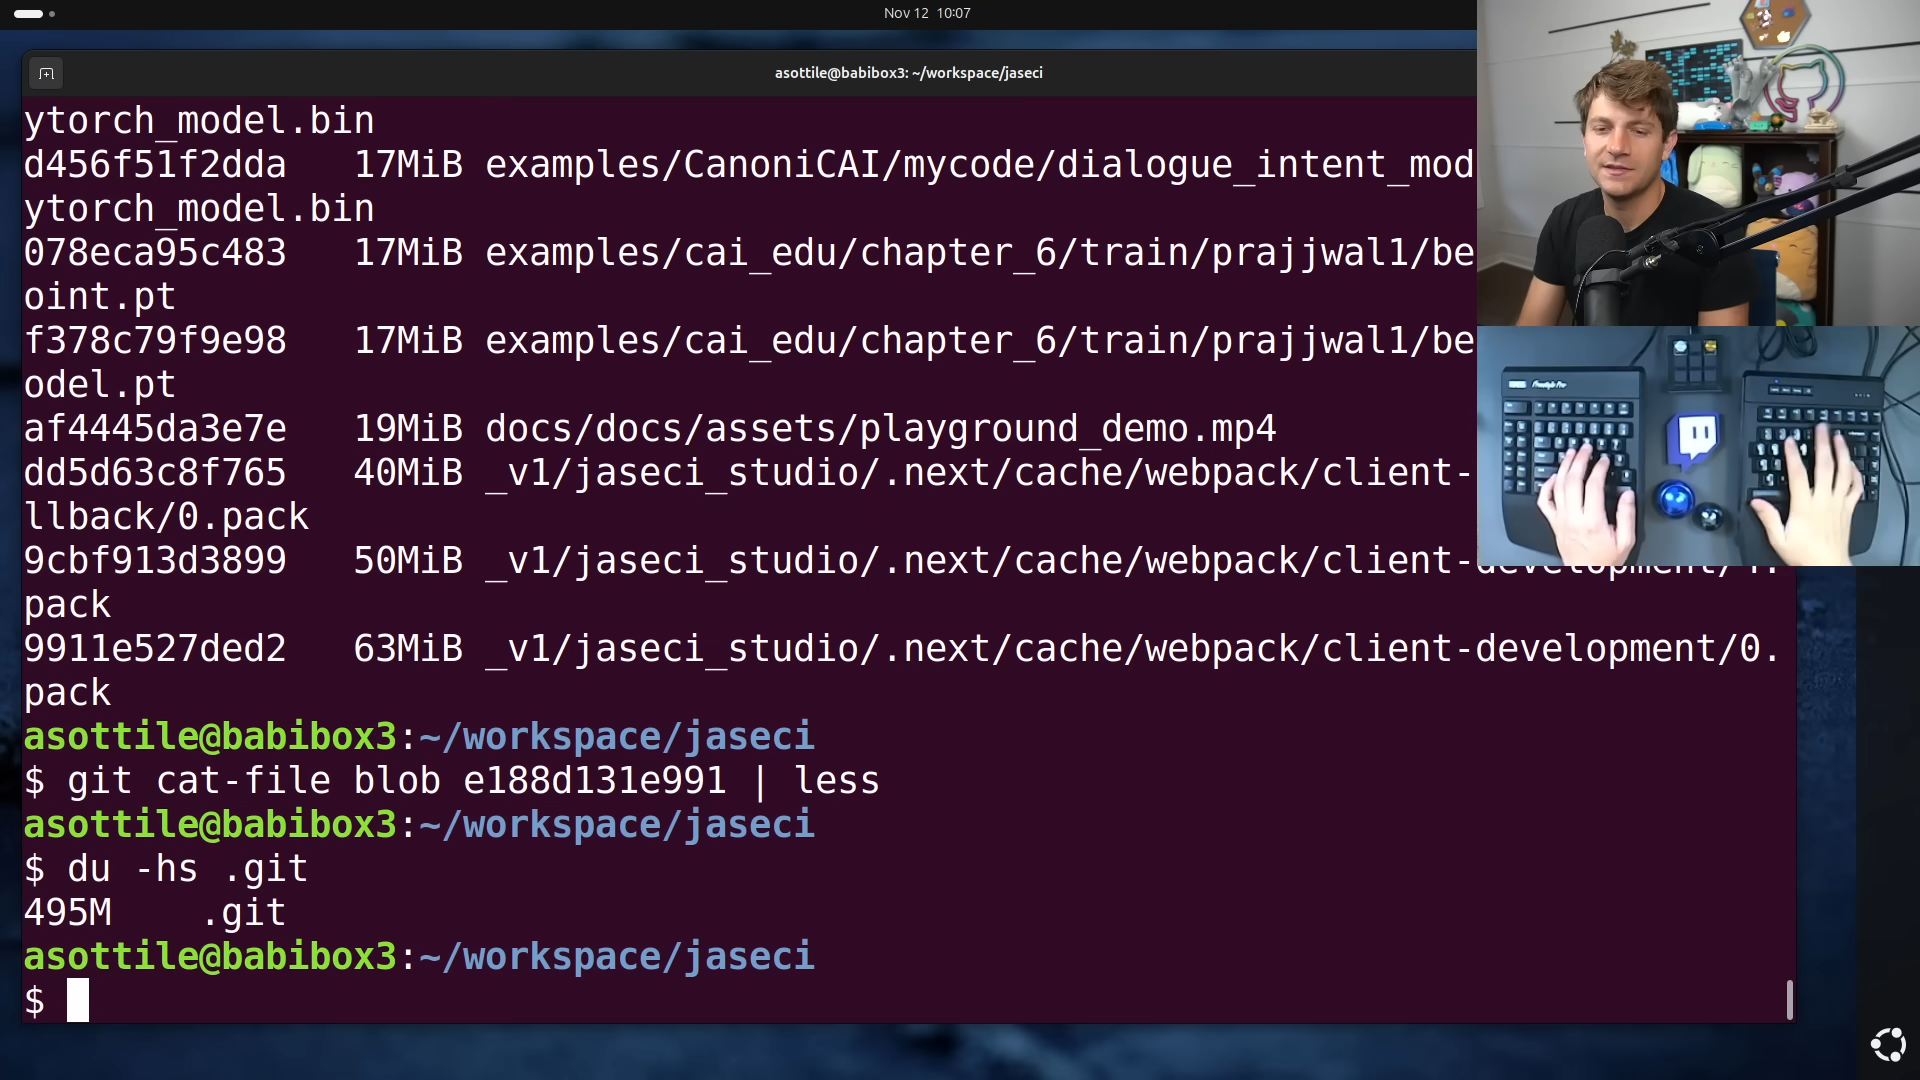 Nov 12 10:07
asottile@babibox3: ~/workspace/jaseci
ytorch_model.bin
d456f51f2dda 17MiB examples/CanoniCAI/mycode/dialogue_intent_mod
ytorch_model.bin
078eca95c483 17MiB examples/cai_edu/chapter_6/train/prajjwal1/be
oint.pt
f378c79f9e98 17MiB examples/cai_edu/chapter_6/train/prajjwal1/be
odel.pt
af4445da3e7e 19MiB docs/docs/assets/playground_demo.mp4
dd5d63c8f765 40MiB _v1/jaseci_studio/.next/cache/webpack/client-
llback/0.pack
9cbf913d3899 50MiB _v1/jaseci_studio/.next/cache/webpack/client-
pack
9911e527ded2 63MiB _v1/jaseci_studio/.next/cache/webpack/client-development/0.
pack
asottile@babibox3:~/workspace/jaseci
$ git cat-file blob e188d131e991 | less
asottile@babibox3:~/workspace/jaseci
$ du -hs .git
495M .git
asottile@babibox3:~/workspace/jaseci
$